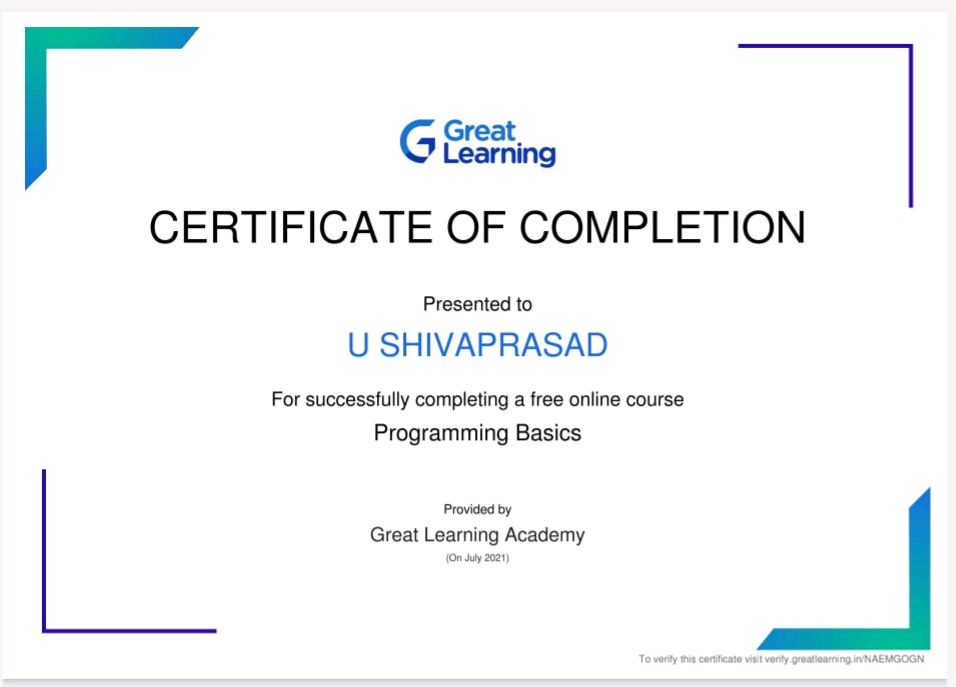 Great
Learning
CERTIFICATE OF COMPLETION
Presented to
U SHIVAPRASAD
For successfully completing a free online course
Programming Basics
Provided by
Great Learning Academy
(On July 2021)
To verify this certificate visit verify.greatlearning.in/NAEMGOGN